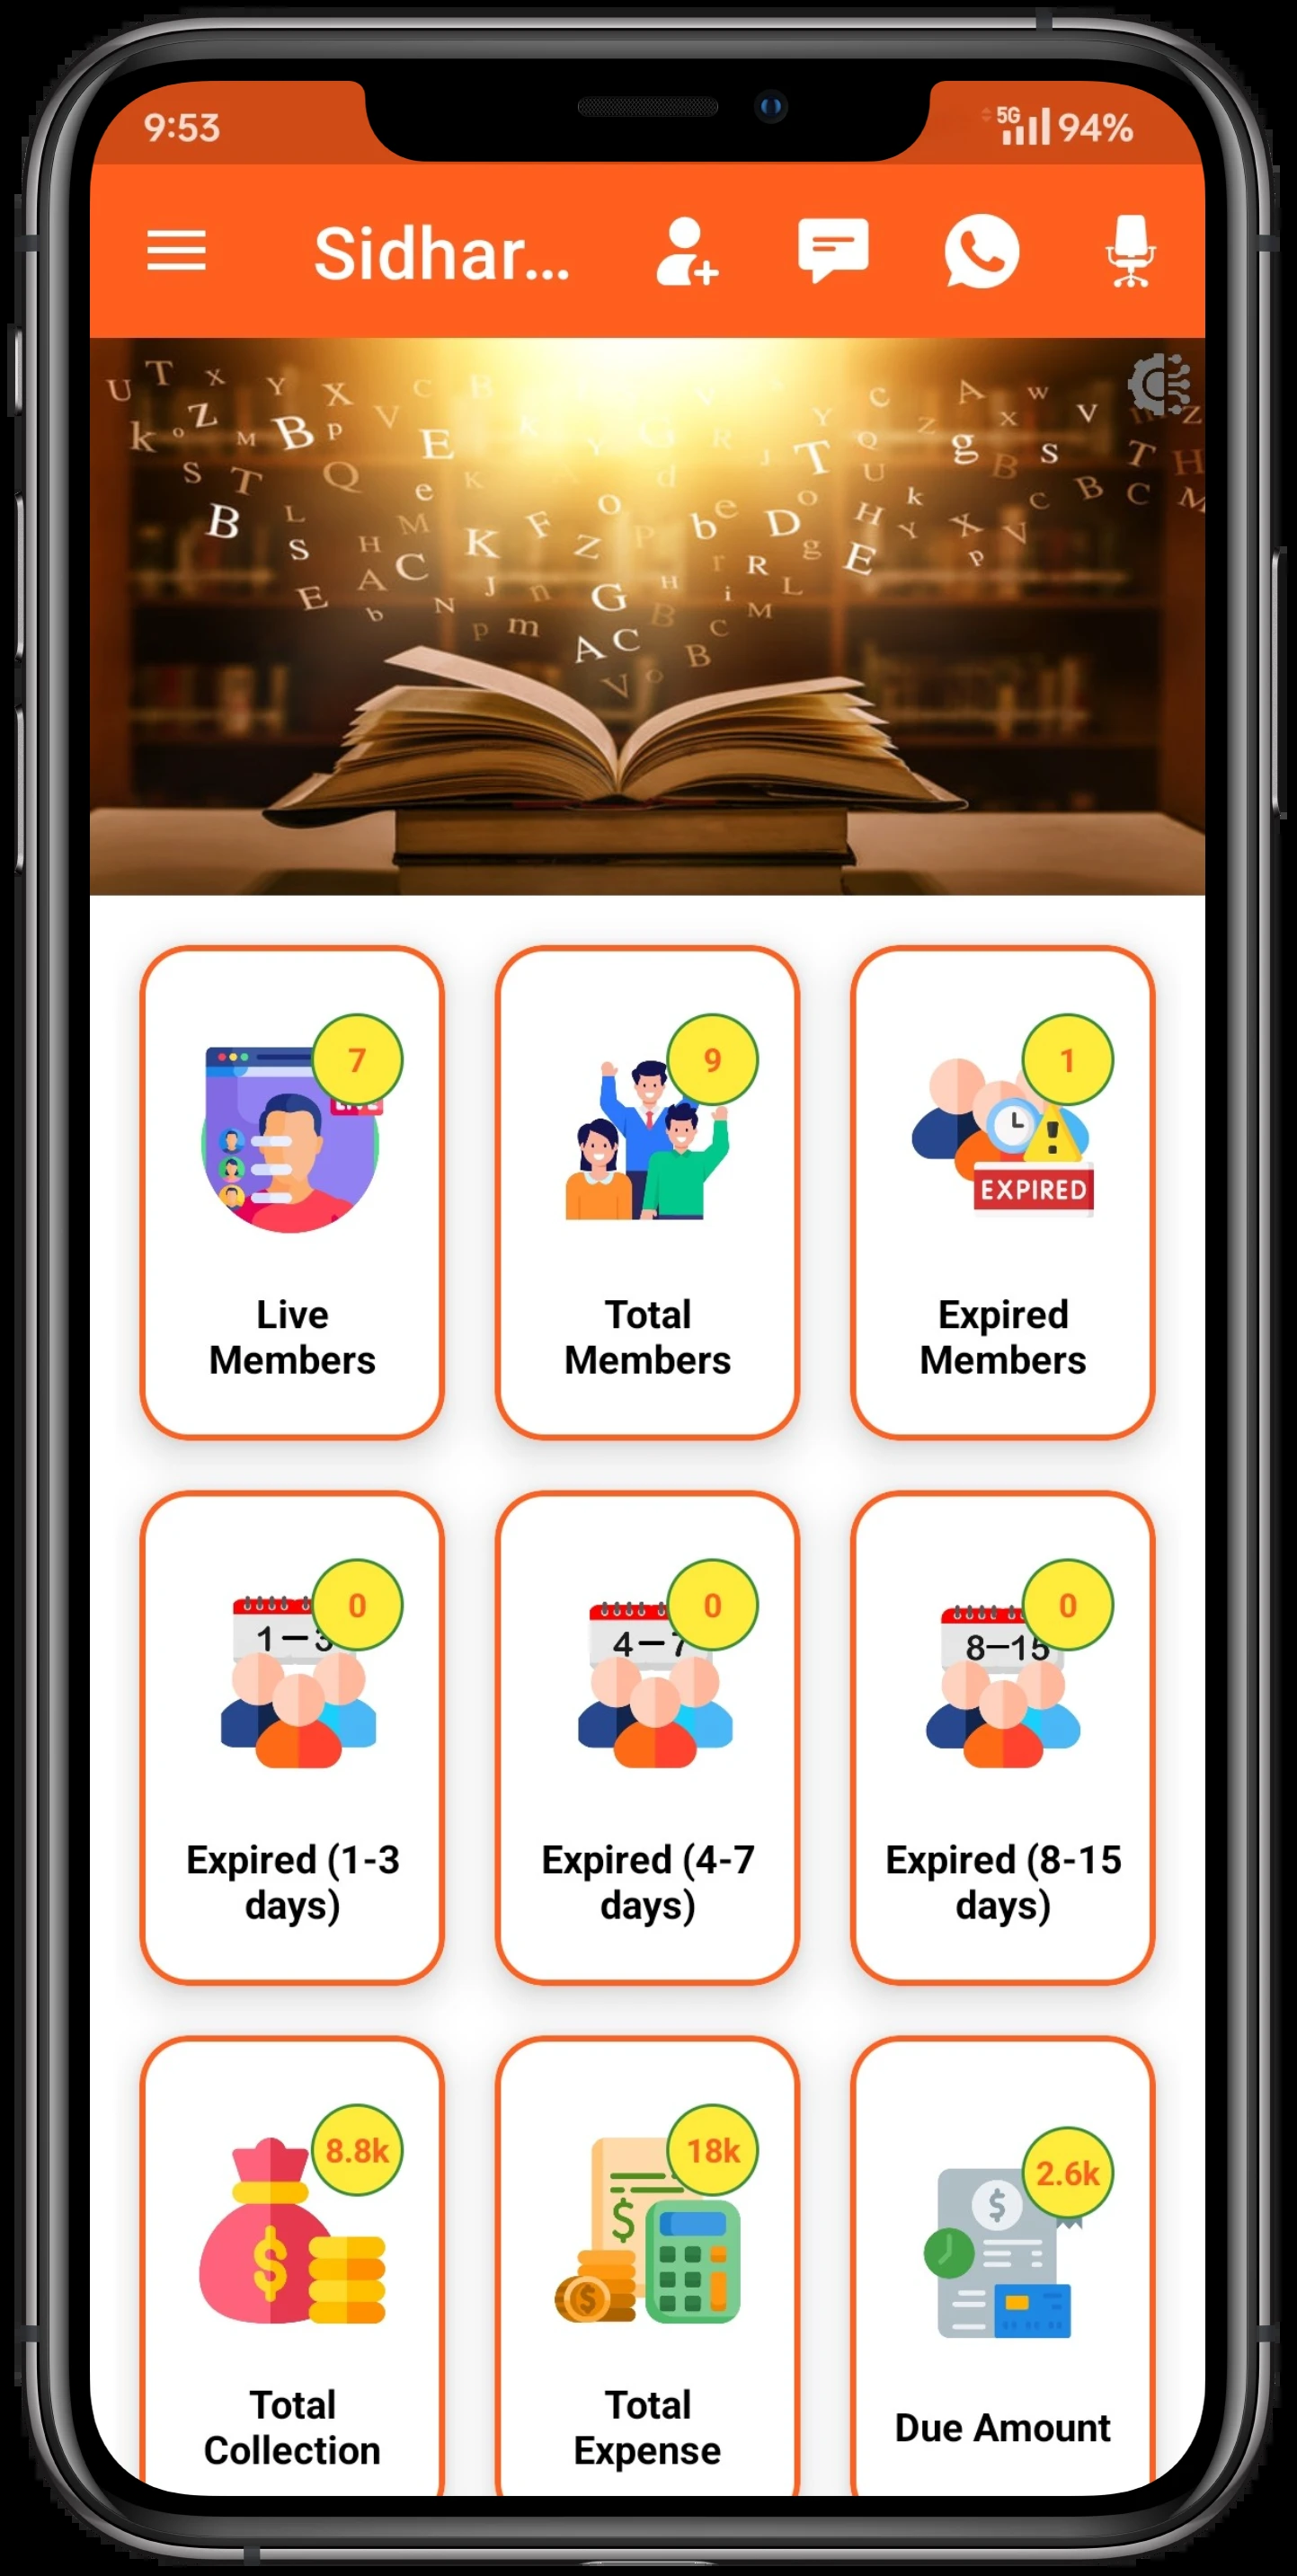 9:53
5G 94%
Sidhar...
7
9
1
EXPIRED
Live
Members
Total
Members
Expired
Members
0
0
0
1-3
4-7
8-15
Expired (1-3
days)
Expired (4-7
days)
Expired (8-15
days)
8.8k
18k
2.6k
Total
Collection
Total
Expense
Due Amount